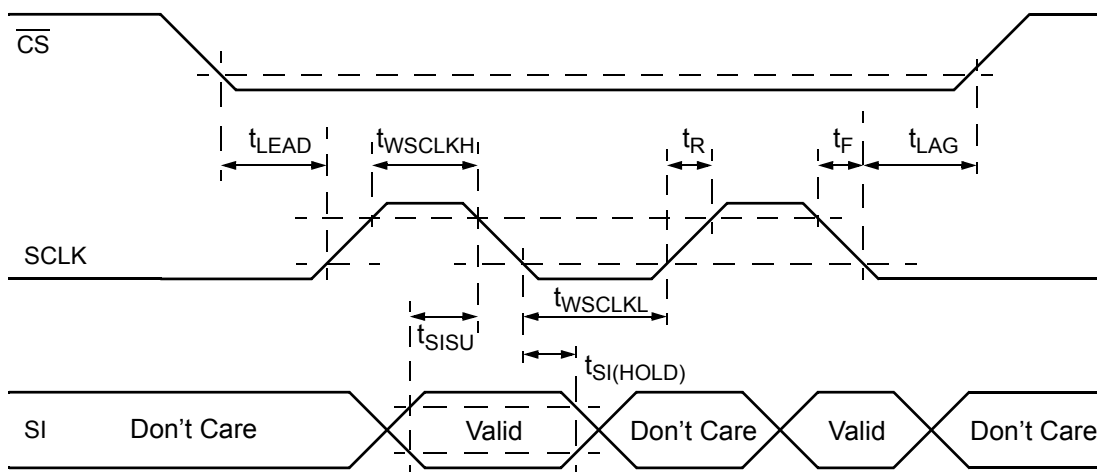 CS
tLEAD tWSCLKH tR tF tLAG
SCLK
tWSCLKL
tSISU
tSI(HOLD)
SI Don't Care Valid Don't Care Valid Don't Care